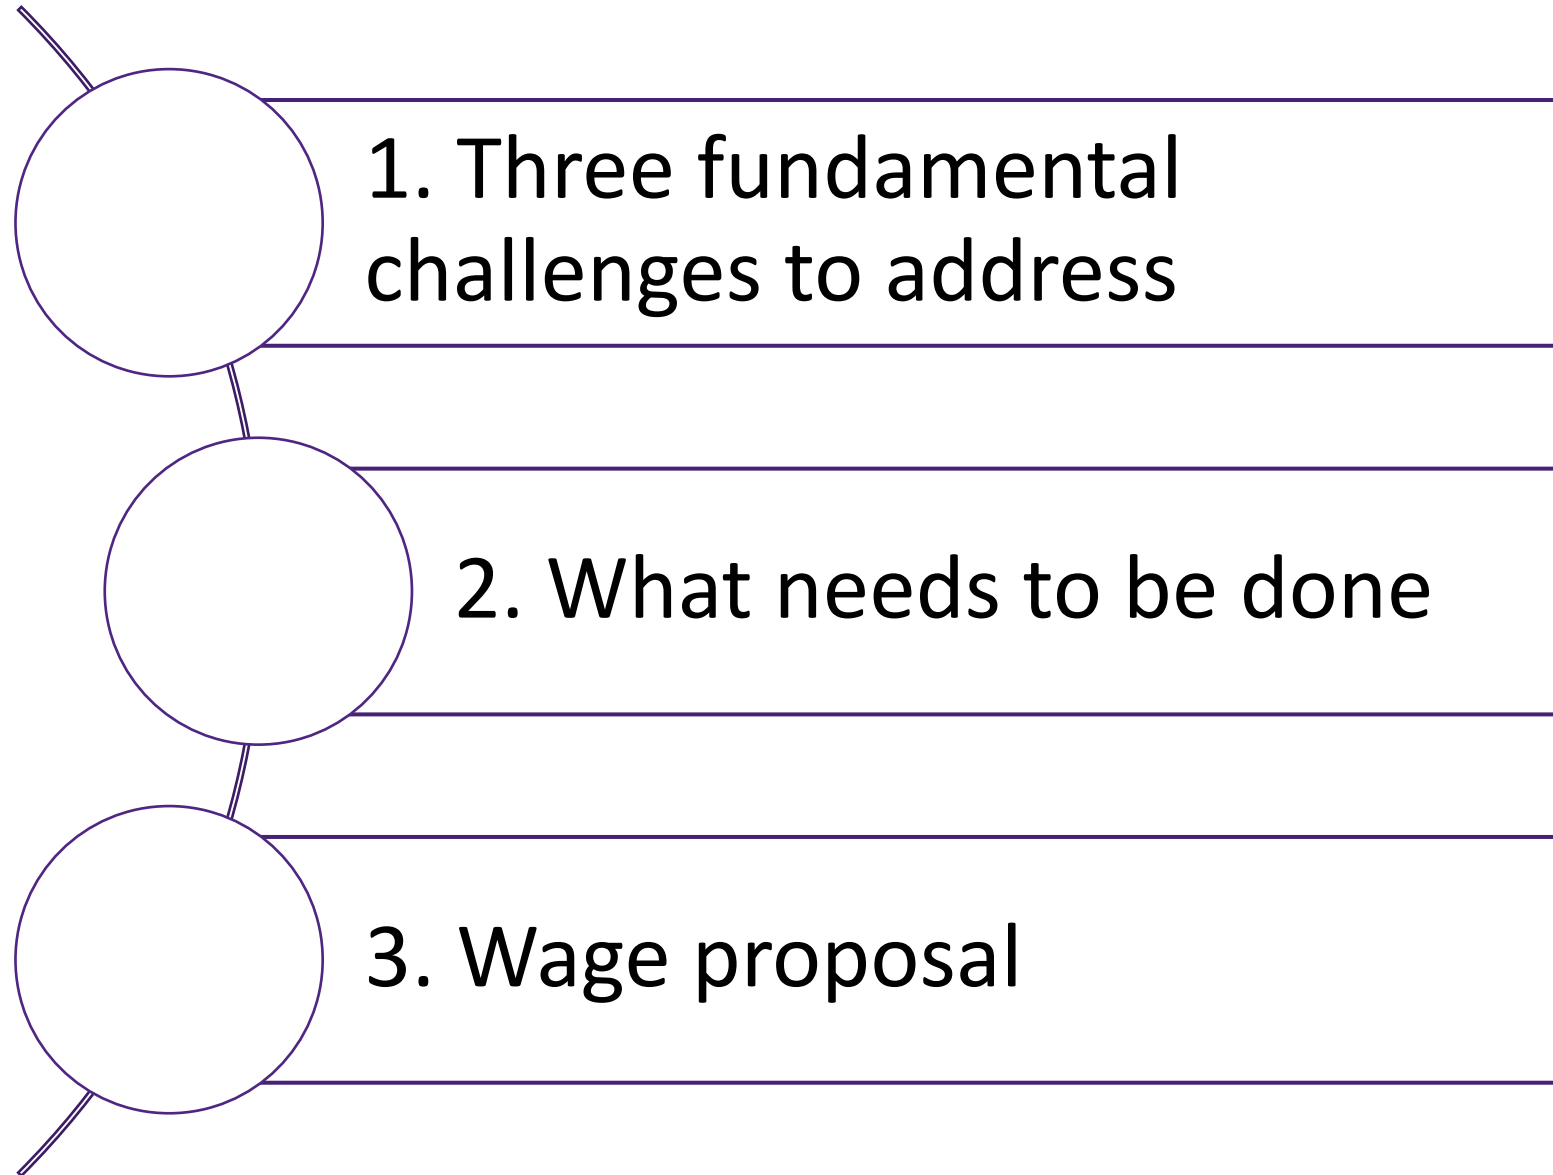 1. Three fundamental
challenges to address
2. What needs to be done
3. Wage proposal